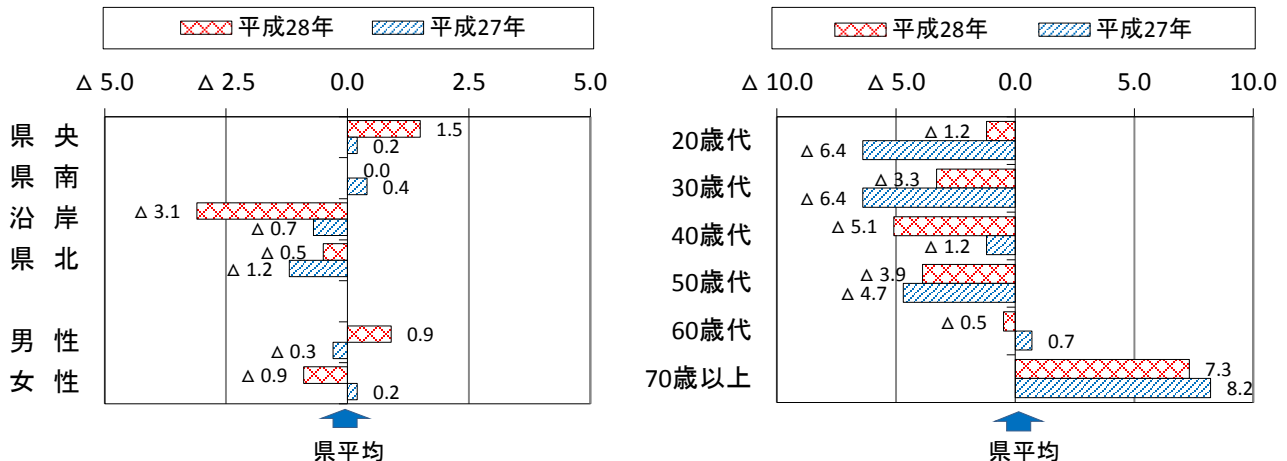 平成28年 平成27年
△ 5.0 △ 2.5 0.0 2.5 5.0
県 央 1.5
0.2
県 南 0.0
0.4
沿 岸 △ 3.1
△ 0.7
県 北 △ 0.5
△ 1.2
男 性 0.9
△ 0.3
女 性 △ 0.9
0.2
県平均
平成28年 平成27年
△ 10.0 △ 5.0 0.0 5.0 10.0
20歳代 △ 1.2
△ 6.4
30歳代 △ 3.3
△ 6.4
40歳代 △ 5.1
△ 1.2
50歳代 △ 3.9
△ 4.7
60歳代 △ 0.5
0.7
70歳以上 7.3
8.2
県平均